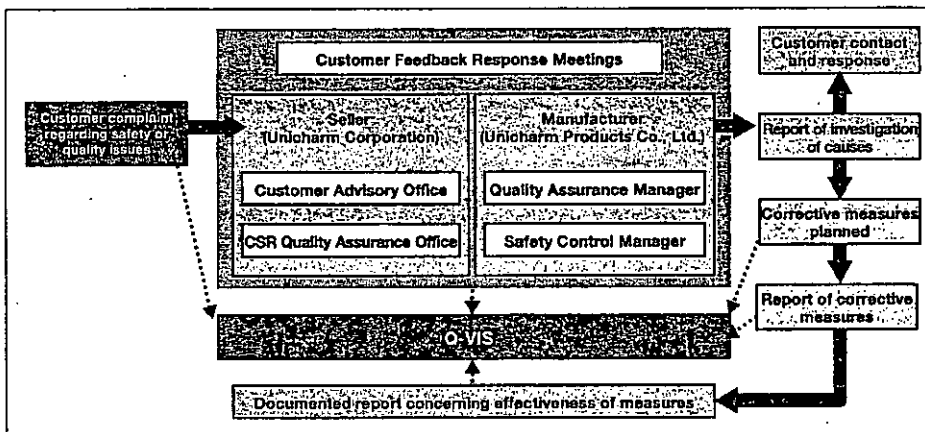 Customer Feedback Response Meetings
Customer contact
and response
Customer complaint
regarding safety or
quality issues
Seller
(Unicharm Corporation)
Manufacturer
(Unicharm Products Co., Ltd.)
Report of investigation
of causes
Customer Advisory Office
Quality Assurance Manager
CSR Quality Assurance Office
Safety Control Manager
Corrective measures
planned
Report of corrective
measures
Q-VIS
Documented report concerning effectiveness of measures